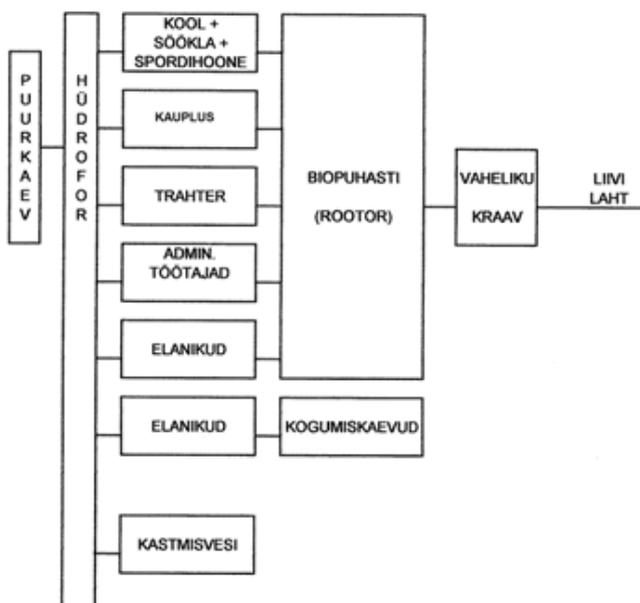 PUURKAEV
HÜDROFOR
KOOL +
SÖÖKLA +
SPORDIHOONE
KAUPLUS
TRAHTER
ADMIN.
TÖÖTAJAD
ELANIKUD
ELANIKUD
KASTMISVESI
BIOPUHASTI
(ROOTOR)
KOGUMISKAEVUD
VAHELIKU
KRAAV
LIIVI
LAHT